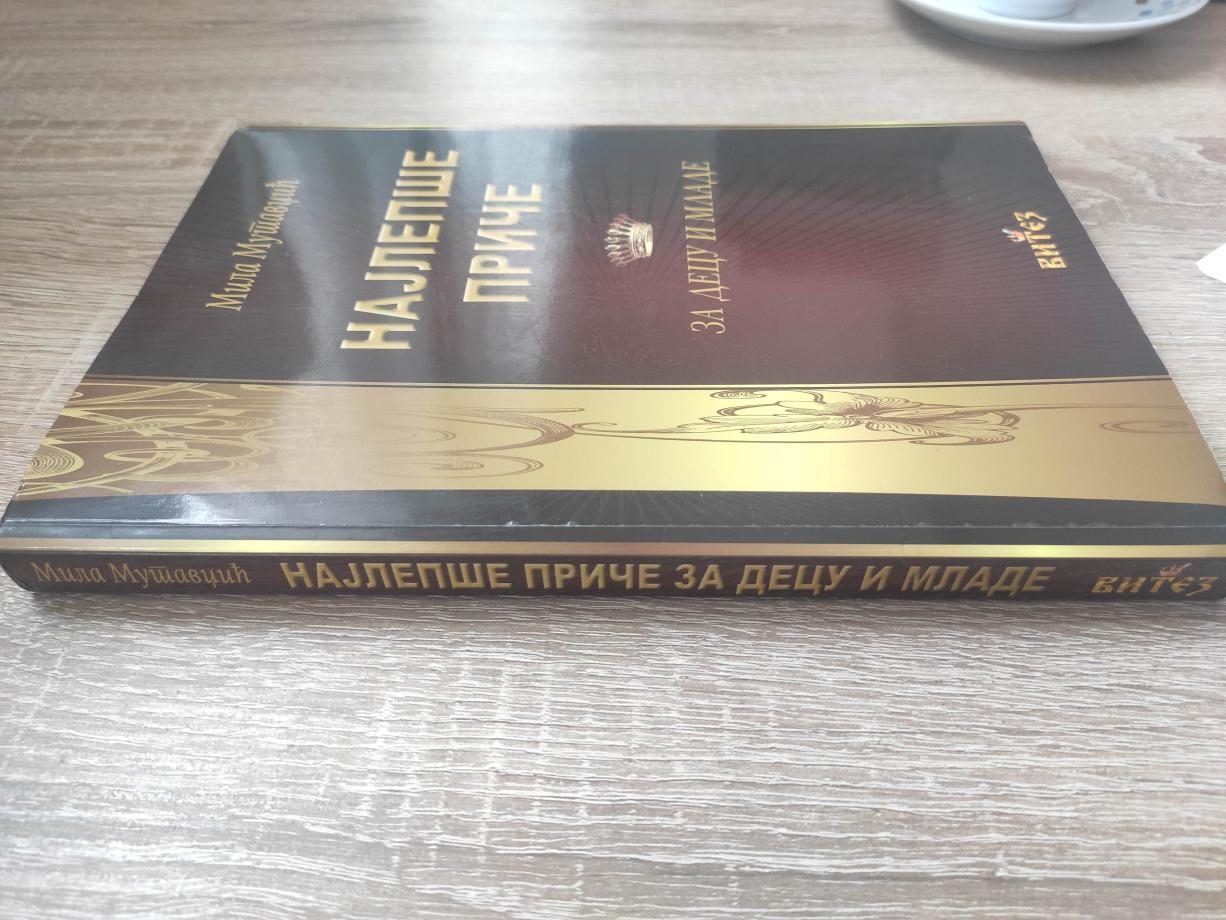 Мила Мутавџић
НАЈЛЕПШЕ
ПРИЧЕ
ЗА ДЕЦУ И МЛАДЕ
ВИТЕЗ
Мила Мутавџић НАЈЛЕПШЕ ПРИЧЕ ЗА ДЕЦУ И МЛАДЕ ВИТЕЗ